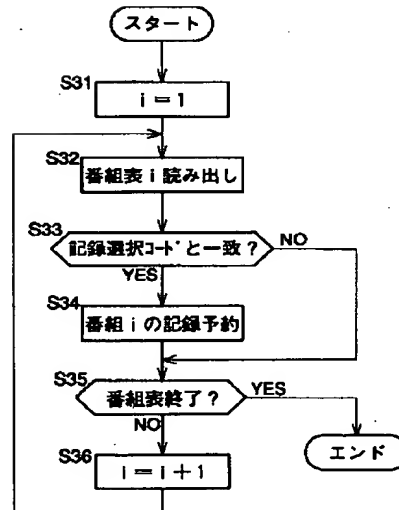 スタート
S31
i=1
S32
番組表i読み出し
S33
記録選択コードと一致?
NO
YES
S34
番組iの記録予約
S35
番組表終了?
YES
NO
エンド
S36
i=i+1